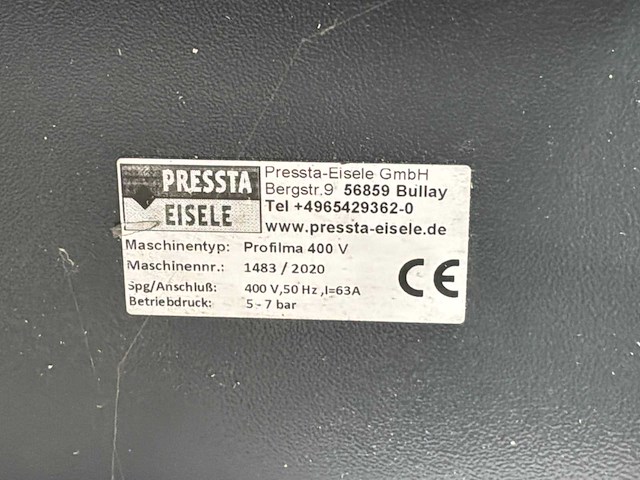 PRESSTA
EISELE
Pressta-Eisele GmbH
Bergstr.9 56859 Bullay
Tel +4965429362-0
www.pressta-eisele.de
Maschinentyp: Profilma 400 V
Maschinennr.: 1483 / 2020
Spg/Anschluß: 400 V,50 Hz ,I=63A
Betriebdruck: 5 - 7 bar
CE